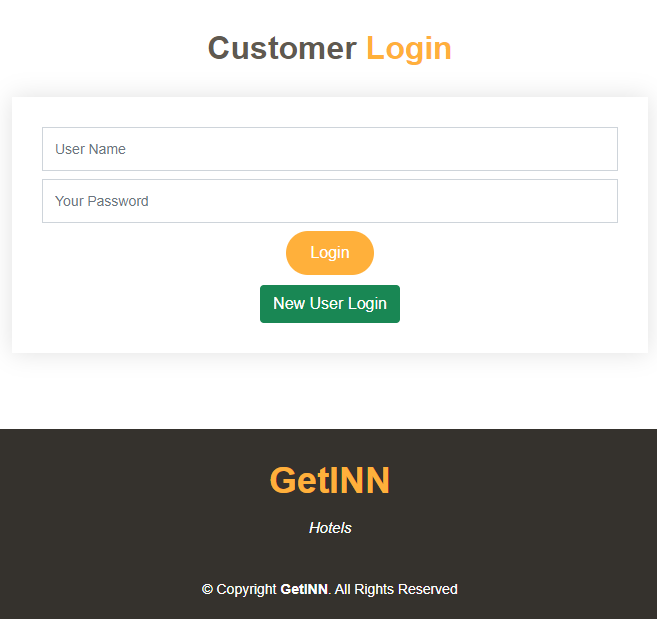 Customer Login
User Name
Your Password
Login
New User Login
GetINN
Hotels
© Copyright GetINN. All Rights Reserved